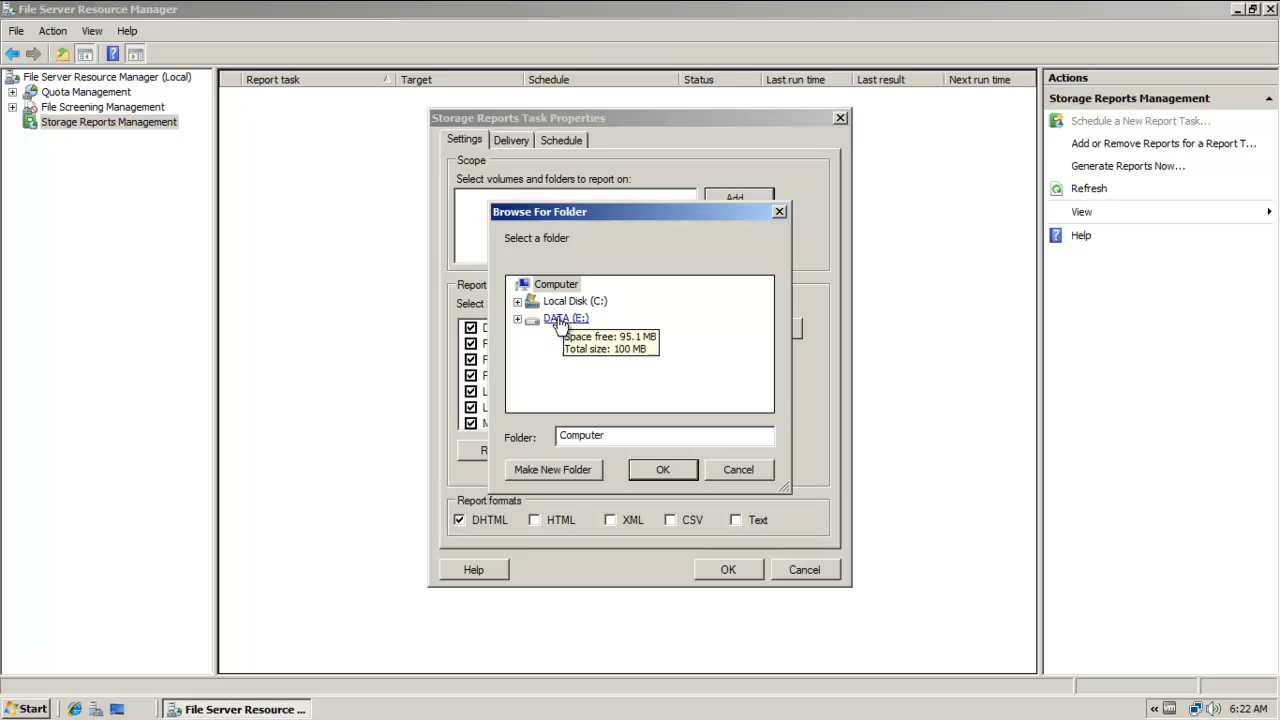 File Server Resource Manager
File Action View Help
File Server Resource Manager (Local)
Quota Management
File Screening Management
Storage Reports Management
Report task Target Schedule Status Last run time Last result Next run time
Actions
Storage Reports Management
Schedule a New Report Task...
Add or Remove Reports for a Report T...
Generate Reports Now...
Refresh
View
Help
Storage Reports Task Properties
Settings Delivery Schedule
Scope
Select volumes and folders to report on:
Add
Browse For Folder
Select a folder
Computer
Local Disk (C:)
DATA (E:)
Space free: 95.1 MB
Total size: 100 MB
Folder: Computer
Make New Folder OK Cancel
Report
Select
Report formats
DHTML HTML XML CSV Text
Help OK Cancel
Start File Server Resource ... 6:22 AM